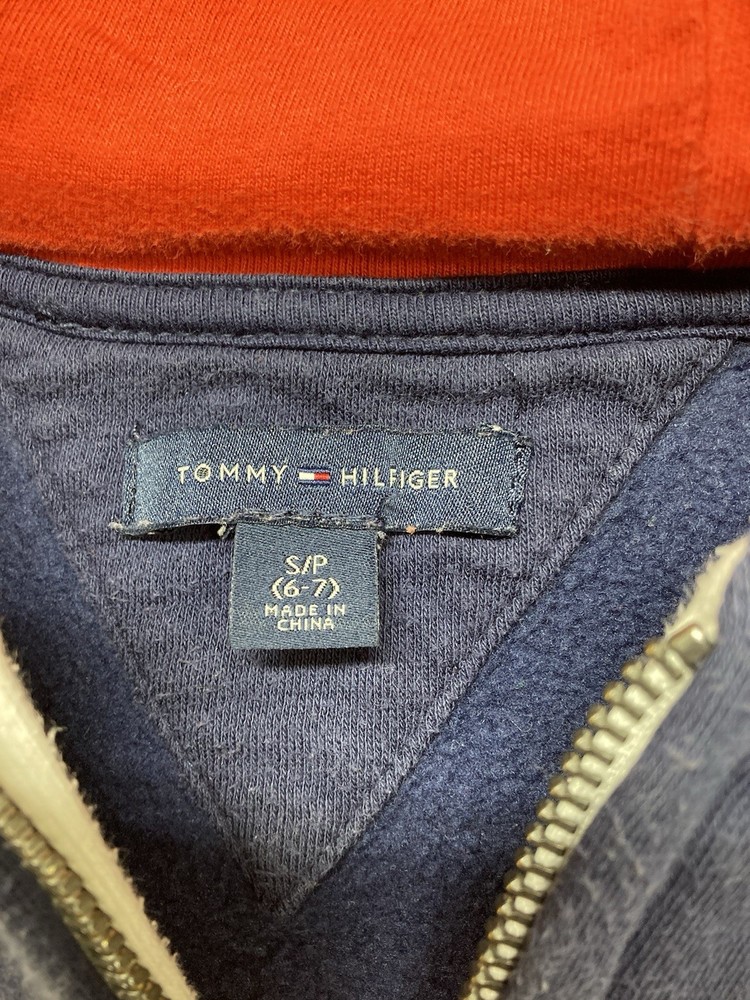 TOMMY HILFIGER
S/P
(6-7)
MADE IN
CHINA